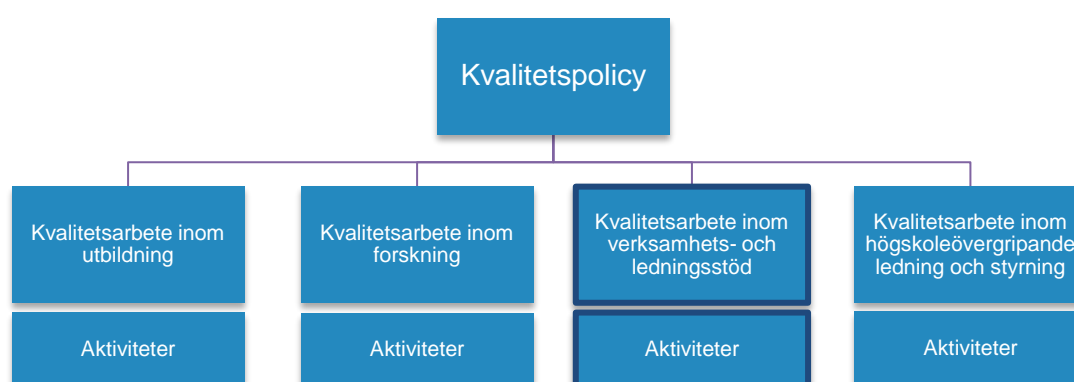 Kvalitetspolicy
Kvalitetsarbete inom
utbildning
Kvalitetsarbete inom
forskning
Kvalitetsarbete inom
verksamhets- och
ledningsstöd
Kvalitetsarbete inom
högskoleövergripande
ledning och styrning
Aktiviteter
Aktiviteter
Aktiviteter
Aktiviteter